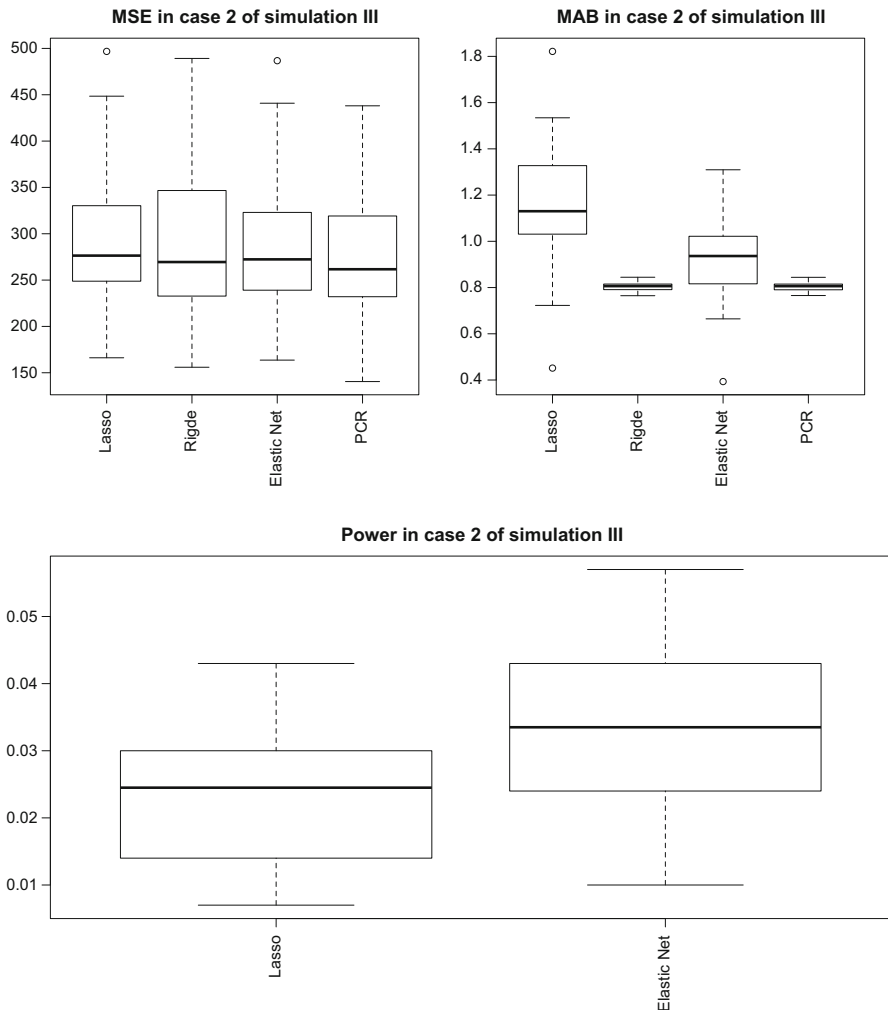 MSE in case 2 of simulation III
500
450
400
350
300
250
200
150
Lasso
Rigde
Elastic Net
PCR
MAB in case 2 of simulation III
1.8
1.6
1.4
1.2
1.0
0.8
0.6
0.4
Lasso
Rigde
Elastic Net
PCR
Power in case 2 of simulation III
0.05
0.04
0.03
0.02
0.01
Lasso
Elastic Net